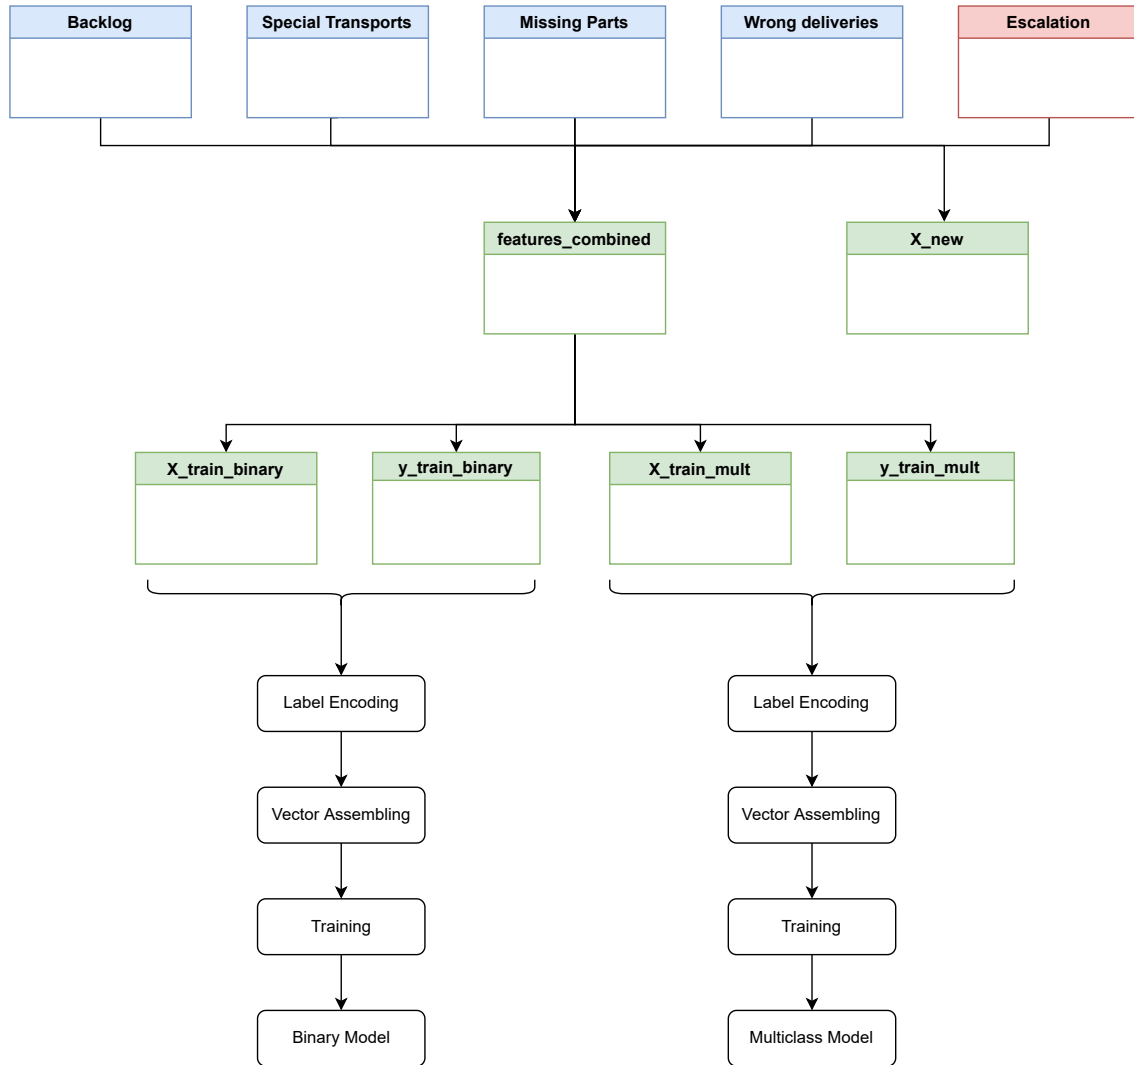 Backlog
Special Transports
Missing Parts
Wrong deliveries
Escalation
features_combined
X_new
X_train_binary
y_train_binary
X_train_mult
y_train_mult
Label Encoding
Label Encoding
Vector Assembling
Vector Assembling
Training
Training
Binary Model
Multiclass Model